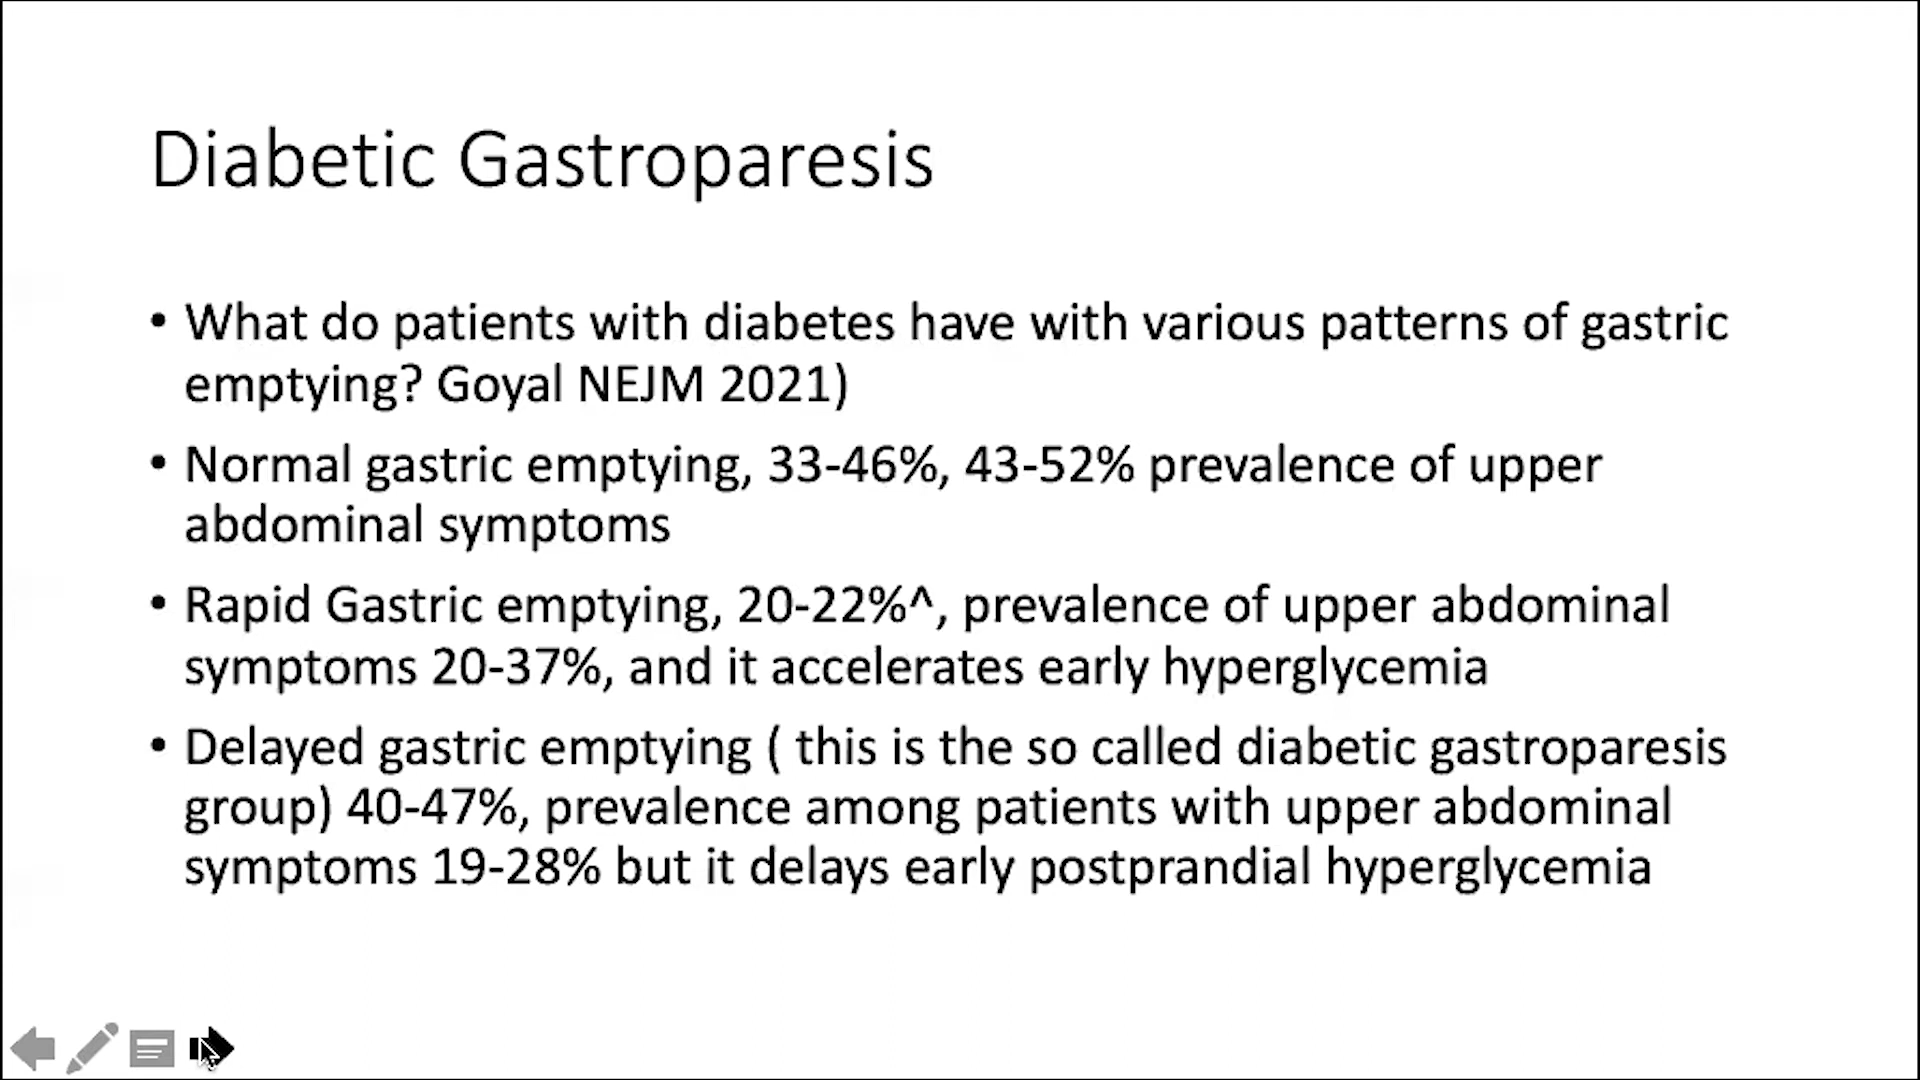 Diabetic Gastroparesis
• What do patients with diabetes have with various patterns of gastric
emptying? Goyal NEJM 2021)
• Normal gastric emptying, 33-46%, 43-52% prevalence of upper
abdominal symptoms
• Rapid Gastric emptying, 20-22%^, prevalence of upper abdominal
symptoms 20-37%, and it accelerates early hyperglycemia
• Delayed gastric emptying ( this is the so called diabetic gastroparesis
group) 40-47%, prevalence among patients with upper abdominal
symptoms 19-28% but it delays early postprandial hyperglycemia